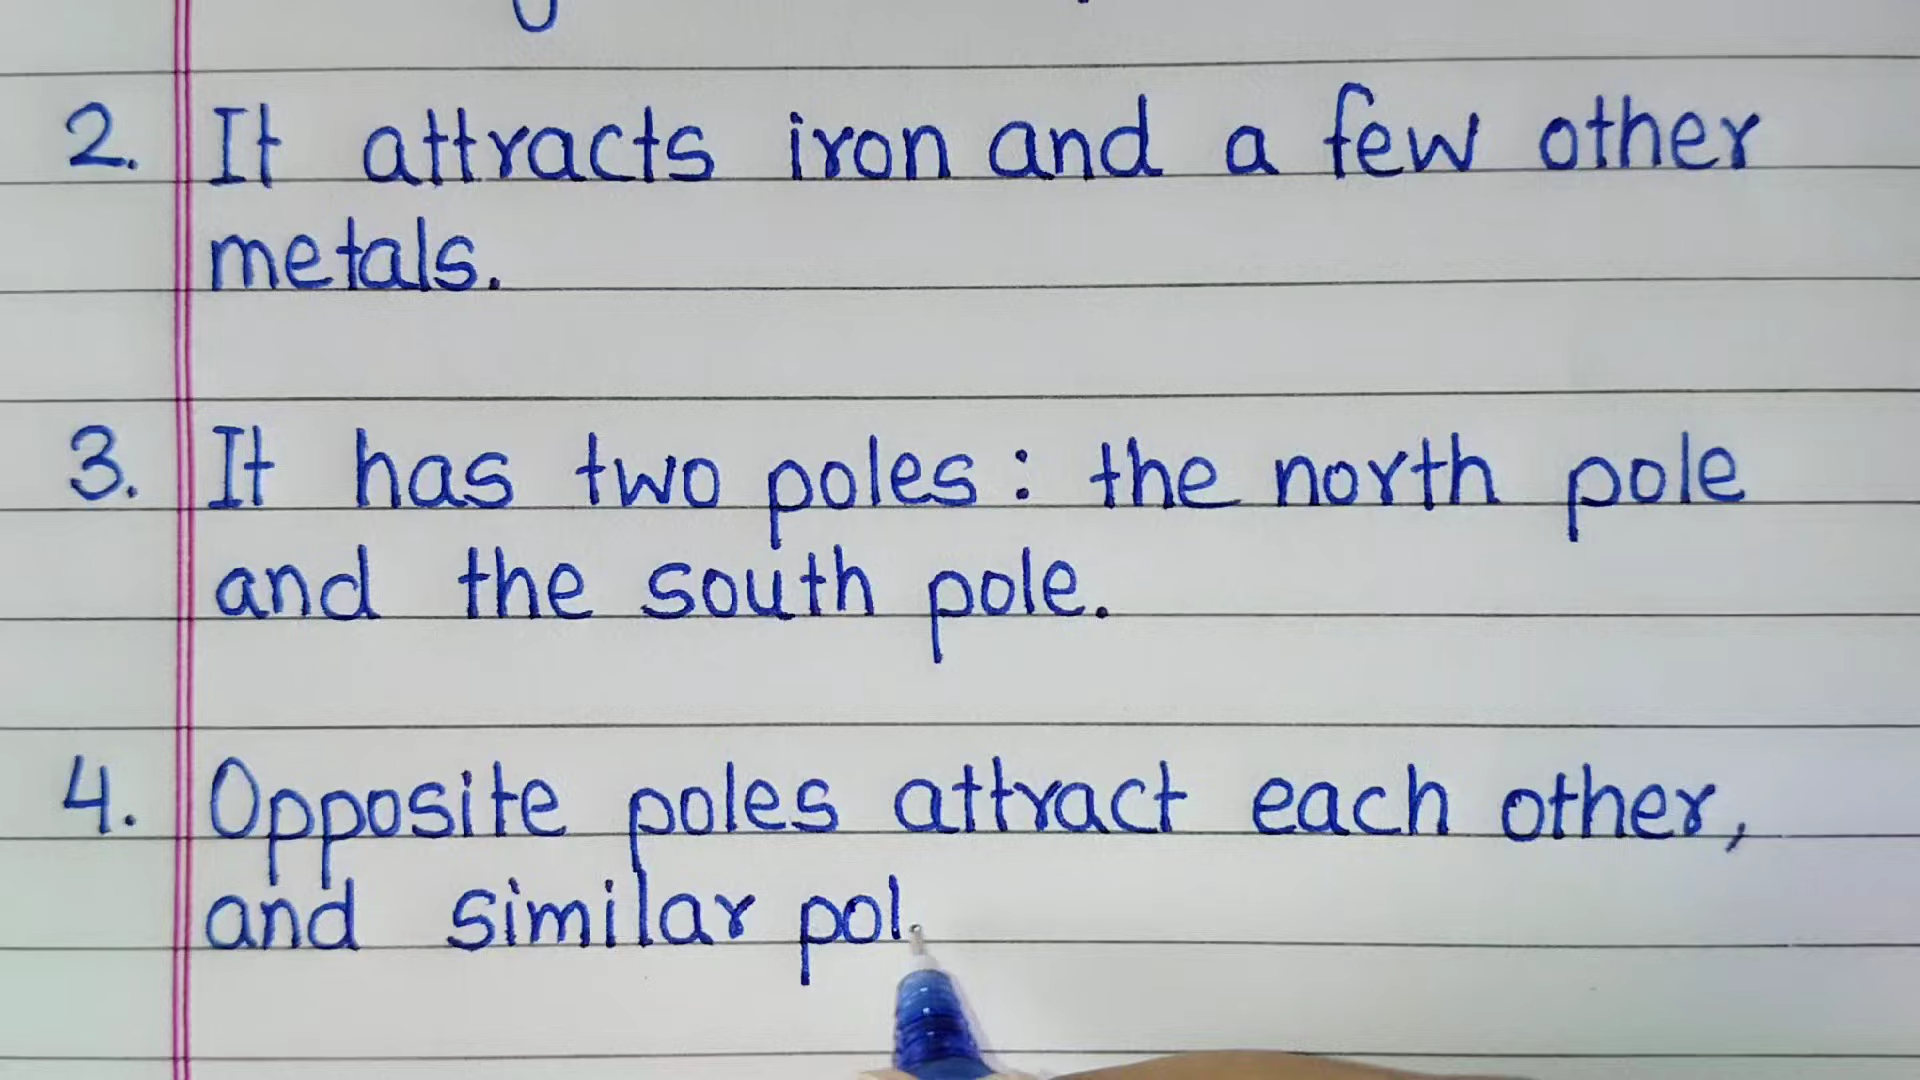 2. It attracts iron and a few other
metals.
3. It has two poles: the north pole
and the south pole.
4. Opposite poles attract each other,
and similar pol